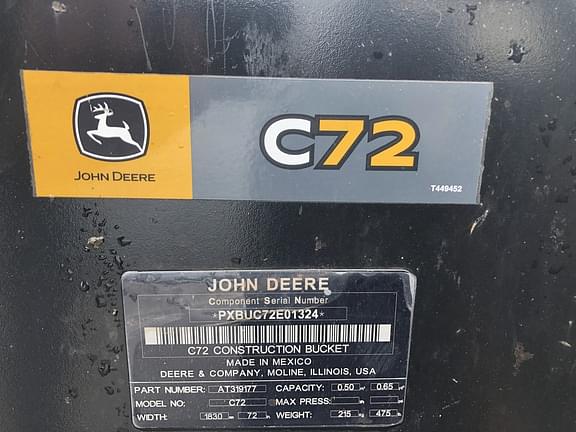 C72
JOHN DEERE
T449452
JOHN DEERE
Component Serial Number
*PXBUC72E01324*
C72 CONSTRUCTION BUCKET
MADE IN MEXICO
DEERE & COMPANY, MOLINE, ILLINOIS, USA
PART NUMBER: AT319177 CAPACITY: 0.50 0.65
MODEL NO: C72 MAX PRESS:
WIDTH: 1830 72 WEIGHT: 215 475